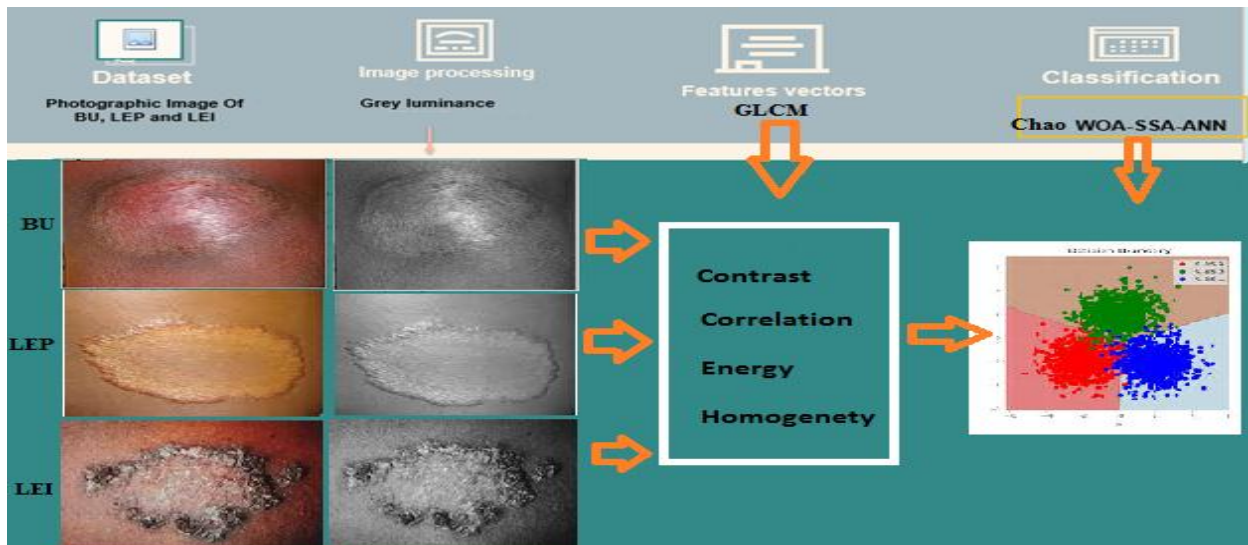 Dataset
Photographic Image Of
BU, LEP and LEI
Image processing
Grey luminance
Features vectors
GLCM
Classification
Chao WOA-SSA-ANN
BU
LEP
LEI
Contrast
Correlation
Energy
Homogenety